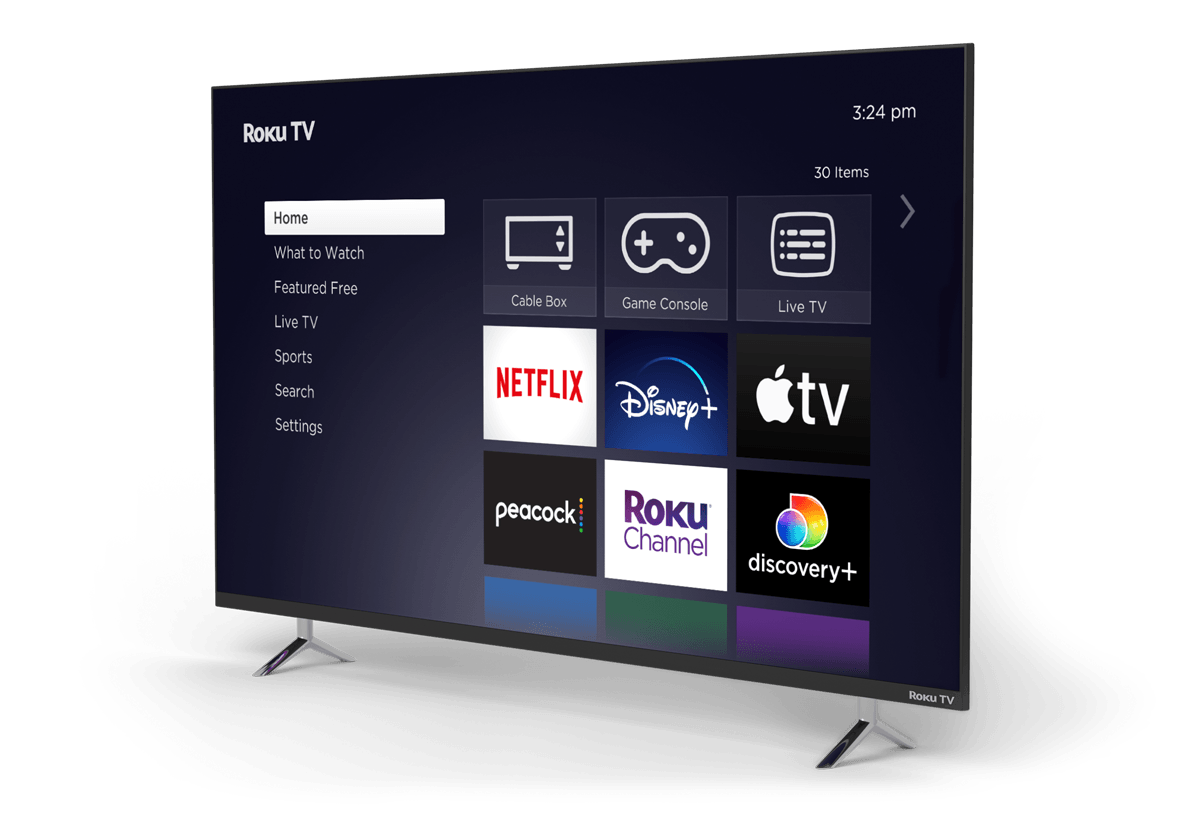 Roku TV
3:24 pm
30 Items
Home
What to Watch
Featured Free
Live TV
Sports
Search
Settings
Cable Box
Game Console
Live TV
NETFLIX
Disney+
tv
peacock
Roku
Channel
discovery+
Roku TV